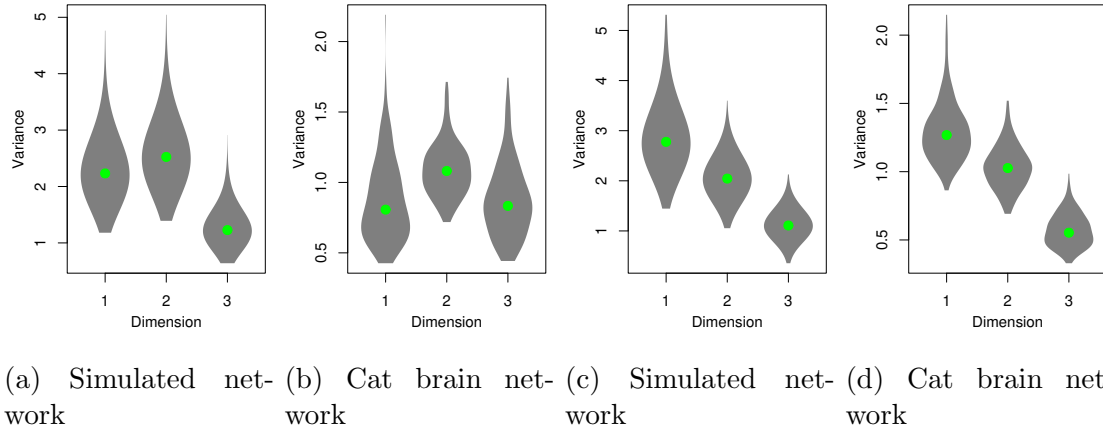 1
2
3
4
5
Variance
1 2 3
Dimension
0.5
1.0
1.5
2.0
Variance
1 2 3
Dimension
1
2
3
4
5
Variance
1 2 3
Dimension
0.5
1.0
1.5
2.0
Variance
1 2 3
Dimension
(a) Simulated net-
work
(b) Cat brain net-
work
(c) Simulated net-
work
(d) Cat brain net
work